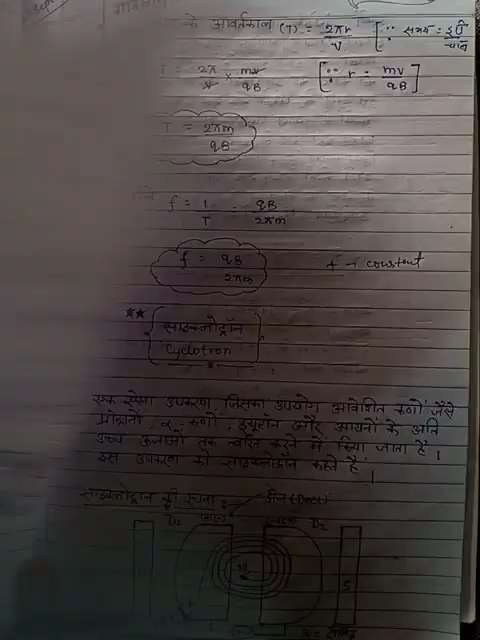 के आवर्तकाल (T) = 2πr / v [∵ समय = दूरी / चाल]
T = 2π / v × mv / qB [∵ r = mv / qB]
T = 2πm / qB
f = 1 / T = qB / 2πm
f = qB / 2πm
f → constant
★★ साइक्लोट्रॉन
Cyclotron
एक ऐसा उपकरण जिसका उपयोग आवेशित कणों जैसे
प्रोटानों, α कणों, ड्यूट्रॉन और आयनों के अति
उच्च ऊर्जाओं तक त्वरित करने में किया जाता है।
इस उपकरण को साइक्लोट्रॉन कहते है।
साइक्लोट्रॉन की रचना : डीज (Dees)
D₁ D₂
S